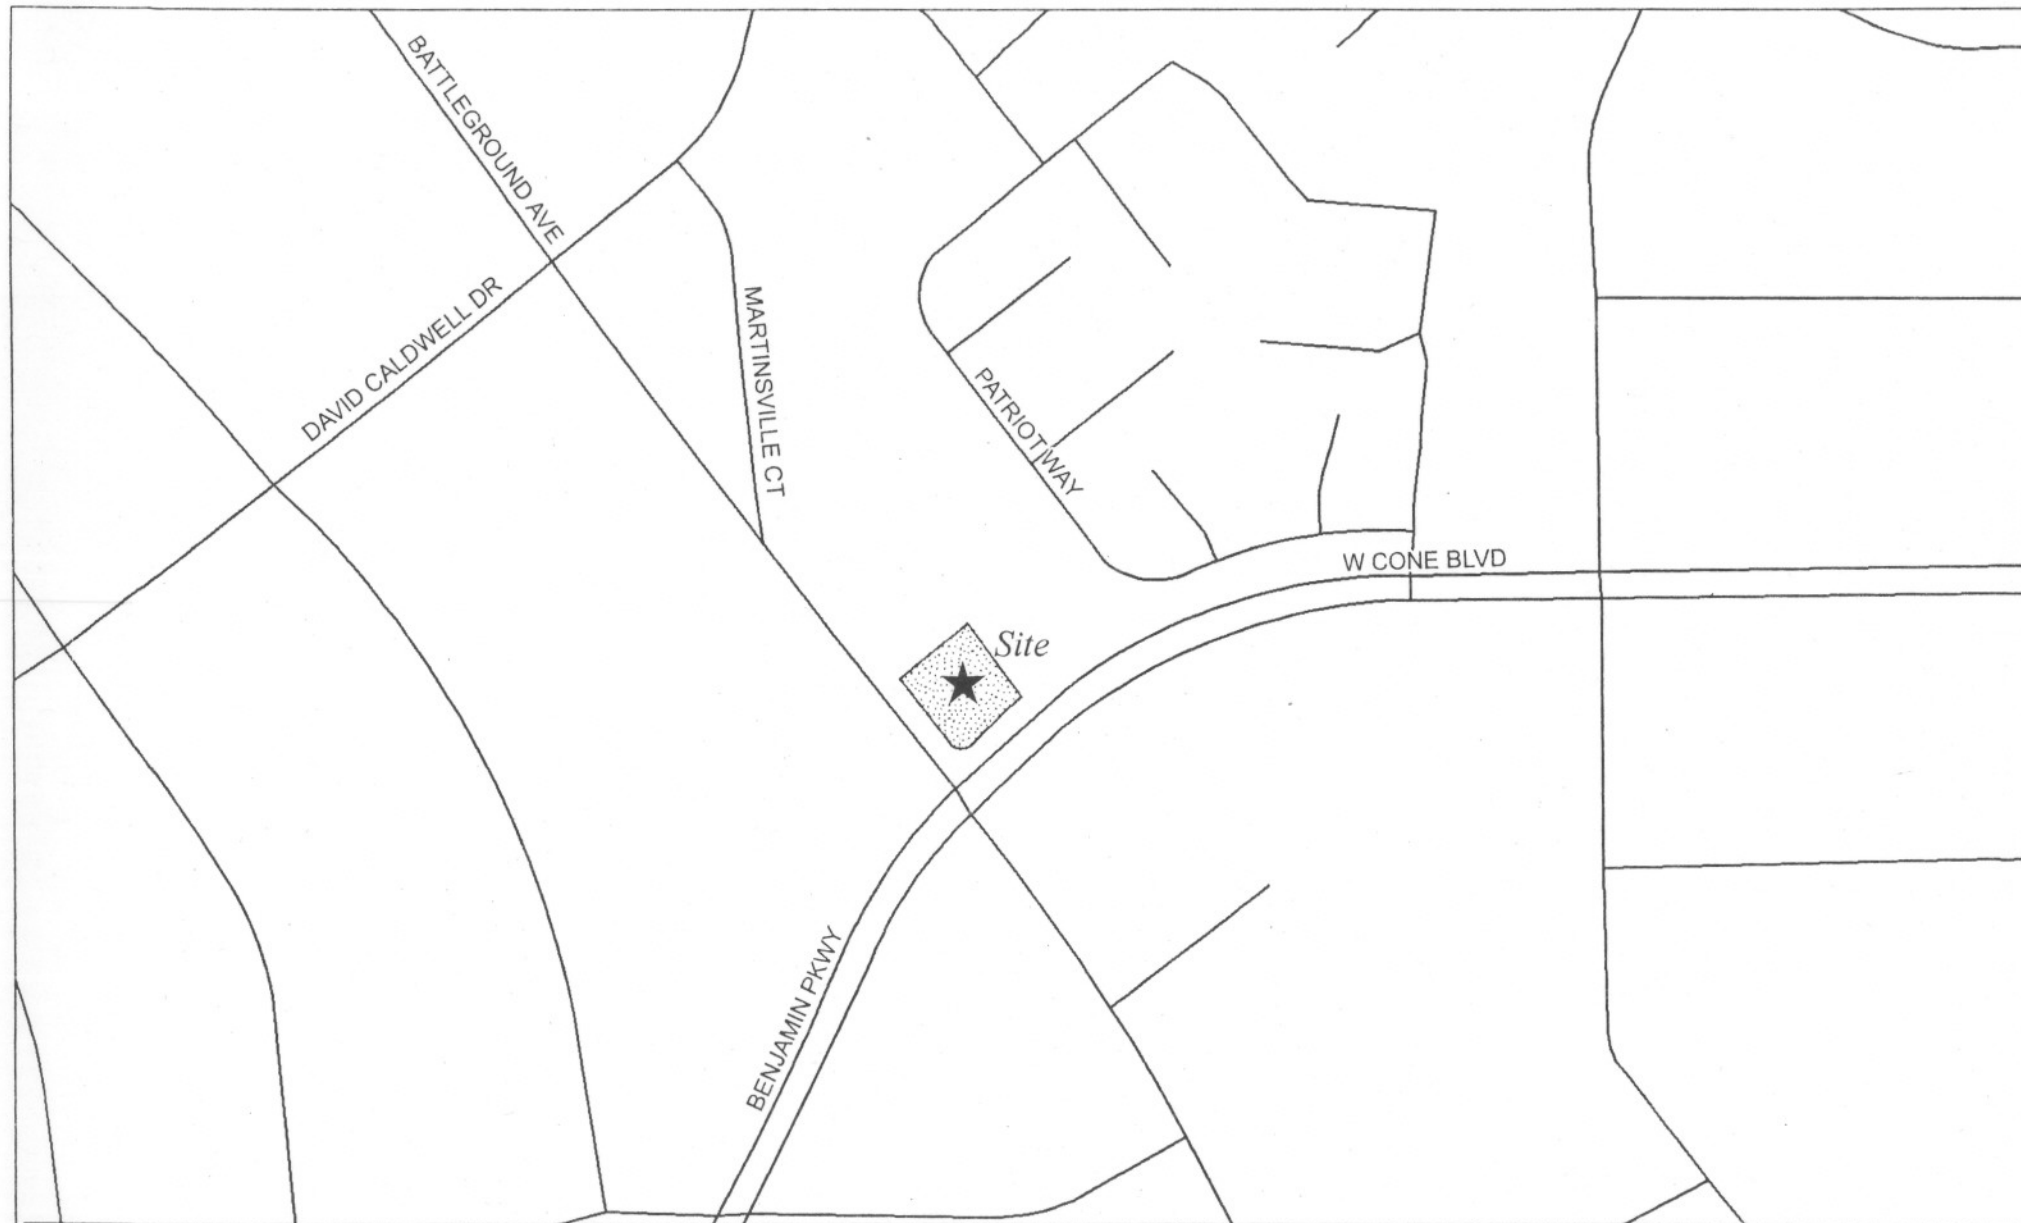 BATTLEGROUND AVE
DAVID CALDWELL DR
MARTINSVILLE CT
PATRIOT WAY
W CONE BLVD
Site
BENJAMIN PKWY